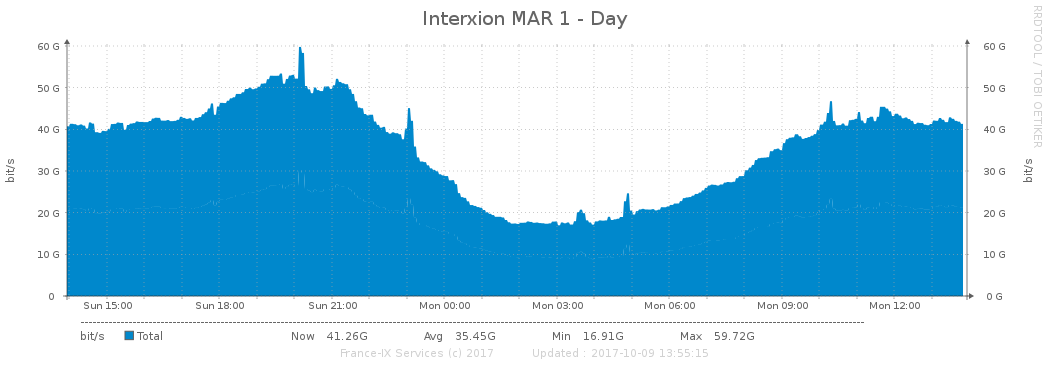 Interxion MAR 1 - Day
RRDTOOL / TOBI OETIKER
60 G 60 G
50 G 50 G
40 G 40 G
30 G 30 G
20 G 20 G
10 G 10 G
0 0 G
bit/s bit/s
Sun 15:00 Sun 18:00 Sun 21:00 Mon 00:00 Mon 03:00 Mon 06:00 Mon 09:00 Mon 12:00
bit/s Total Now 41.26G Avg 35.45G Min 16.91G Max 59.72G
France-IX Services (c) 2017 Updated : 2017-10-09 13:55:15